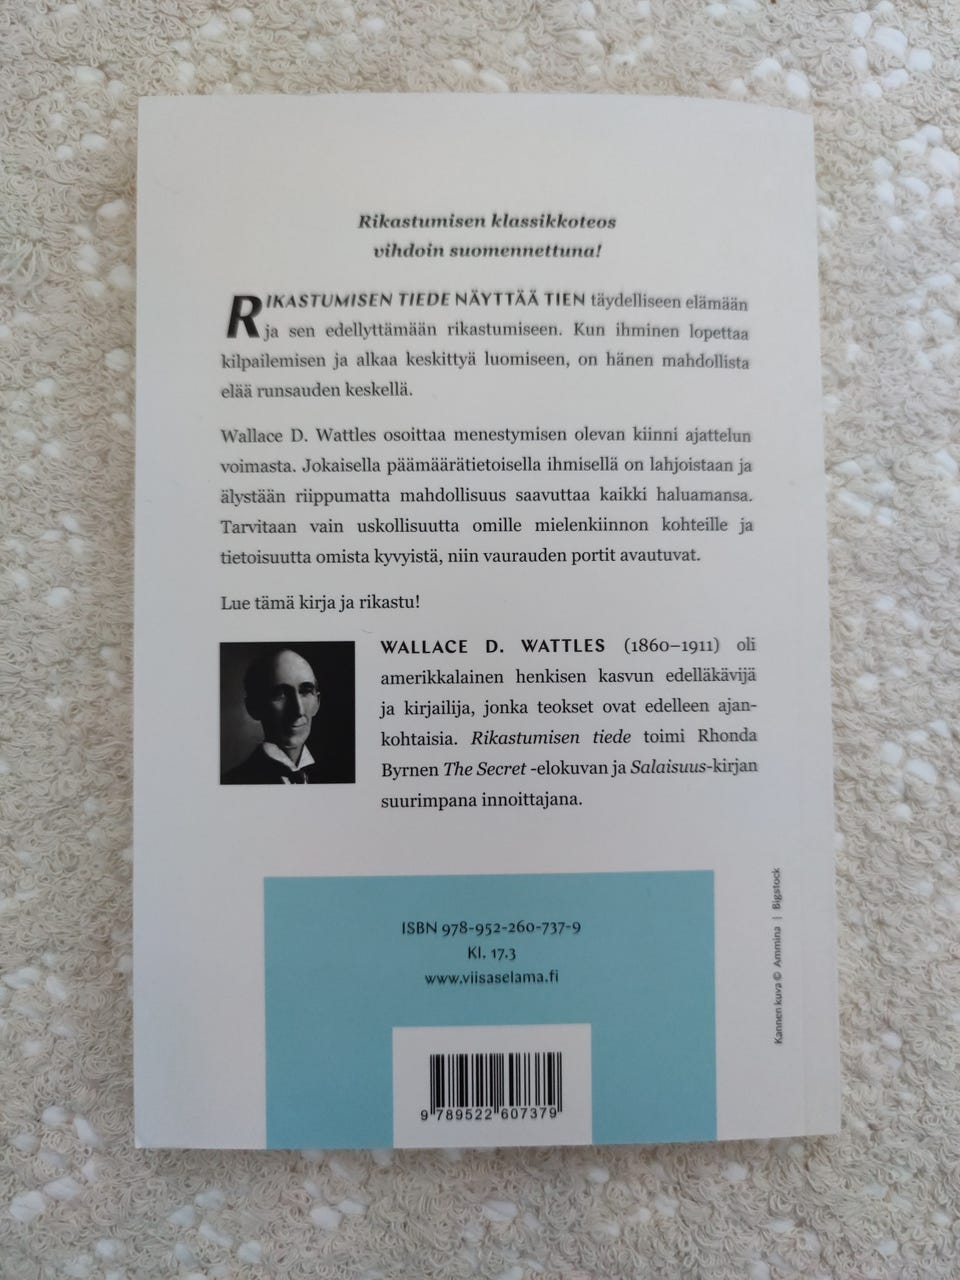 Rikastumisen klassikkoteos
vihdoin suomennettuna!
RIKASTUMISEN TIEDE NÄYTTÄÄ TIEN täydelliseen elämään
ja sen edellyttämään rikastumiseen. Kun ihminen lopettaa
kilpailemisen ja alkaa keskittyä luomiseen, on hänen mahdollista
elää runsauden keskellä.
Wallace D. Wattles osoittaa menestymisen olevan kiinni ajattelun
voimasta. Jokaisella päämäärätietoisella ihmisellä on lahjoistaan ja
älystään riippumatta mahdollisuus saavuttaa kaikki haluamansa.
Tarvitaan vain uskollisuutta omille mielenkiinnon kohteille ja
tietoisuutta omista kyvyistä, niin vaurauden portit avautuvat.
Lue tämä kirja ja rikastu!
WALLACE D. WATTLES (1860–1911) oli
amerikkalainen henkisen kasvun edelläkävijä
ja kirjailija, jonka teokset ovat edelleen ajan-
kohtaisia. Rikastumisen tiede toimi Rhonda
Byrnen The Secret -elokuvan ja Salaisuus-kirjan
suurimpana innoittajana.
ISBN 978-952-260-737-9
Kl. 17.3
www.viisaselama.fi
9 789522 607379
Kannen kuva © Ammina | Bigstock